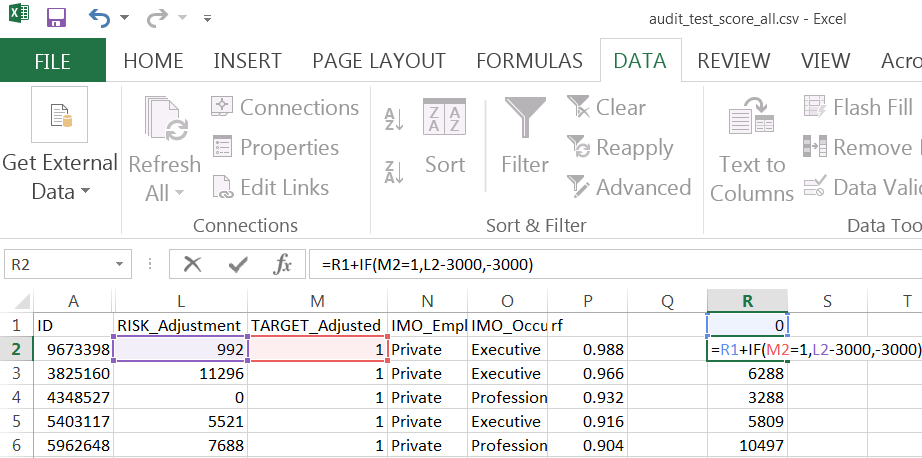 audit_test_score_all.csv - Excel
FILE HOME INSERT PAGE LAYOUT FORMULAS DATA REVIEW VIEW Acro
Get External Data
Refresh All
Connections
Properties
Edit Links
Connections
Sort
Filter
Clear
Reapply
Advanced
Sort & Filter
Text to Columns
Flash Fill
Remove
Data Vali
Data Too
R2 fx =R1+IF(M2=1,L2-3000,-3000)
A L M N O P Q R S T
1 ID RISK_Adjustment TARGET_Adjusted IMO_Empl IMO_Occu rf 0
2 9673398 992 1 Private Executive 0.988 =R1+IF(M2=1,L2-3000,-3000)
3 3825160 11296 1 Private Executive 0.966 6288
4 4348527 0 1 Private Profession 0.932 3288
5 5403117 5521 1 Private Executive 0.916 5809
6 5962648 7688 1 Private Profession 0.904 10497